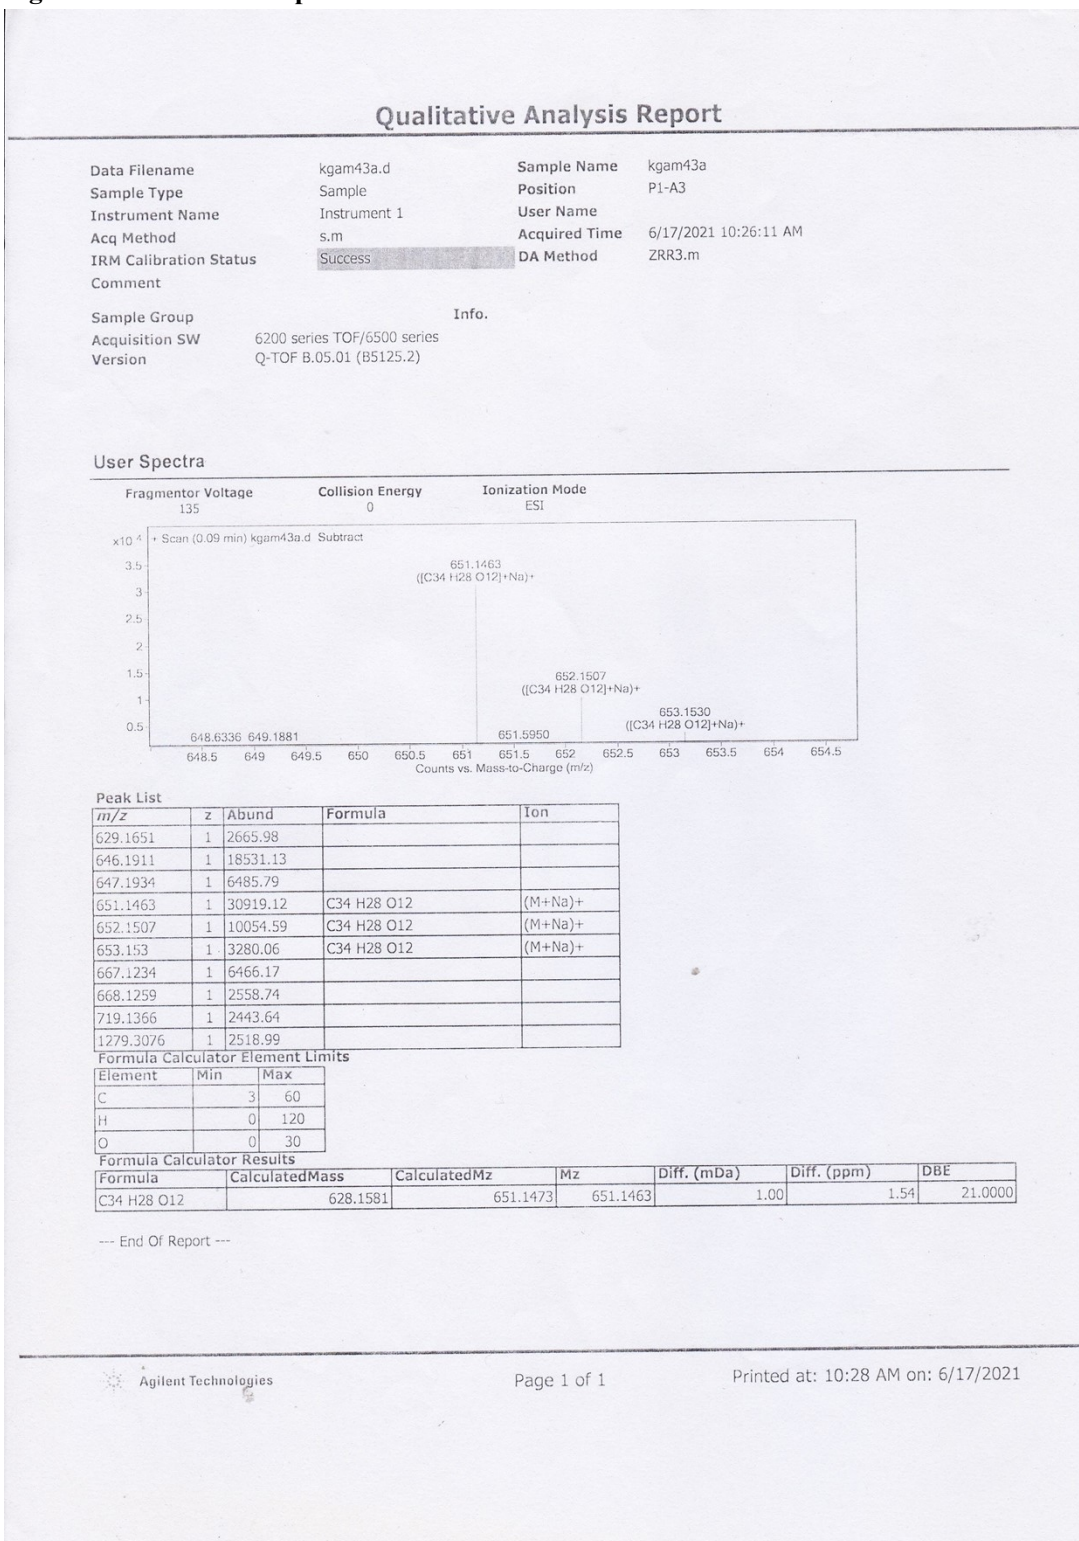 Qualitative Analysis Report
Data Filename kgam43a.d Sample Name kgam43a
Sample Type Sample Position P1-A3
Instrument Name Instrument 1 User Name
Acq Method s.m Acquired Time 6/17/2021 10:26:11 AM
IRM Calibration Status Success DA Method ZRR3.m
Comment
Sample Group Info.
Acquisition SW 6200 series TOF/6500 series
Version Q-TOF B.05.01 (B5125.2)
User Spectra
Fragmentor Voltage Collision Energy Ionization Mode
135 0 ESI
x10 4 + Scan (0.09 min) kgam43a.d Subtract
3.5 651.1463
([C34 H28 O12]+Na)+
3
2.5
2
1.5 652.1507
([C34 H28 O12]+Na)+
1
653.1530
0.5 ([C34 H28 O12]+Na)+
648.6336 649.1881 651.5950
648.5 649 649.5 650 650.5 651 651.5 652 652.5 653 653.5 654 654.5
Counts vs. Mass-to-Charge (m/z)
Peak List
m/z z Abund Formula Ion
629.1651 1 2665.98
646.1911 1 18531.13
647.1934 1 6485.79
651.1463 1 30919.12 C34 H28 O12 (M+Na)+
652.1507 1 10054.59 C34 H28 O12 (M+Na)+
653.153 1 3280.06 C34 H28 O12 (M+Na)+
667.1234 1 6466.17
668.1259 1 2558.74
719.1366 1 2443.64
1279.3076 1 2518.99
Formula Calculator Element Limits
Element Min Max
C 3 60
H 0 120
O 0 30
Formula Calculator Results
Formula CalculatedMass CalculatedMz Mz Diff. (mDa) Diff. (ppm) DBE
C34 H28 O12 628.1581 651.1473 651.1463 1.00 1.54 21.0000
--- End Of Report ---
Agilent Technologies Page 1 of 1 Printed at: 10:28 AM on: 6/17/2021